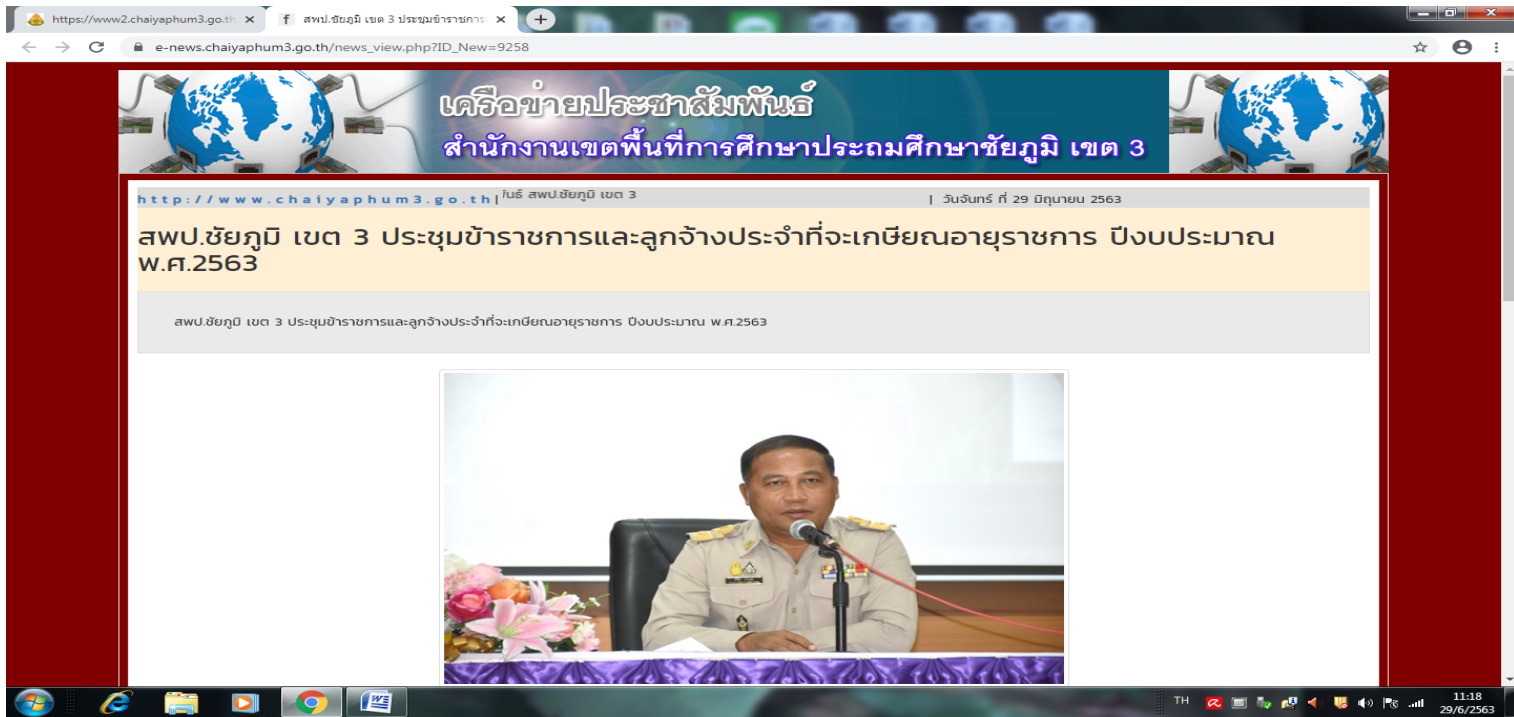 https://www2.chaiyaphum3.go.th
สพป.ชัยภูมิ เขต 3 ประชุมข้าราชการ
e-news.chaiyaphum3.go.th/news_view.php?ID_New=9258
เครือข่ายประชาสัมพันธ์
สำนักงานเขตพื้นที่การศึกษาประถมศึกษาชัยภูมิ เขต 3
http://www.chaiyaphum3.go.th| ันธ์ สพป.ชัยภูมิ เขต 3 | วันจันทร์ ที่ 29 มิถุนายน 2563
สพป.ชัยภูมิ เขต 3 ประชุมข้าราชการและลูกจ้างประจำที่จะเกษียณอายุราชการ ปีงบประมาณ
พ.ศ.2563
สพป.ชัยภูมิ เขต 3 ประชุมข้าราชการและลูกจ้างประจำที่จะเกษียณอายุราชการ ปีงบประมาณ พ.ศ.2563
TH
11:18
29/6/2563